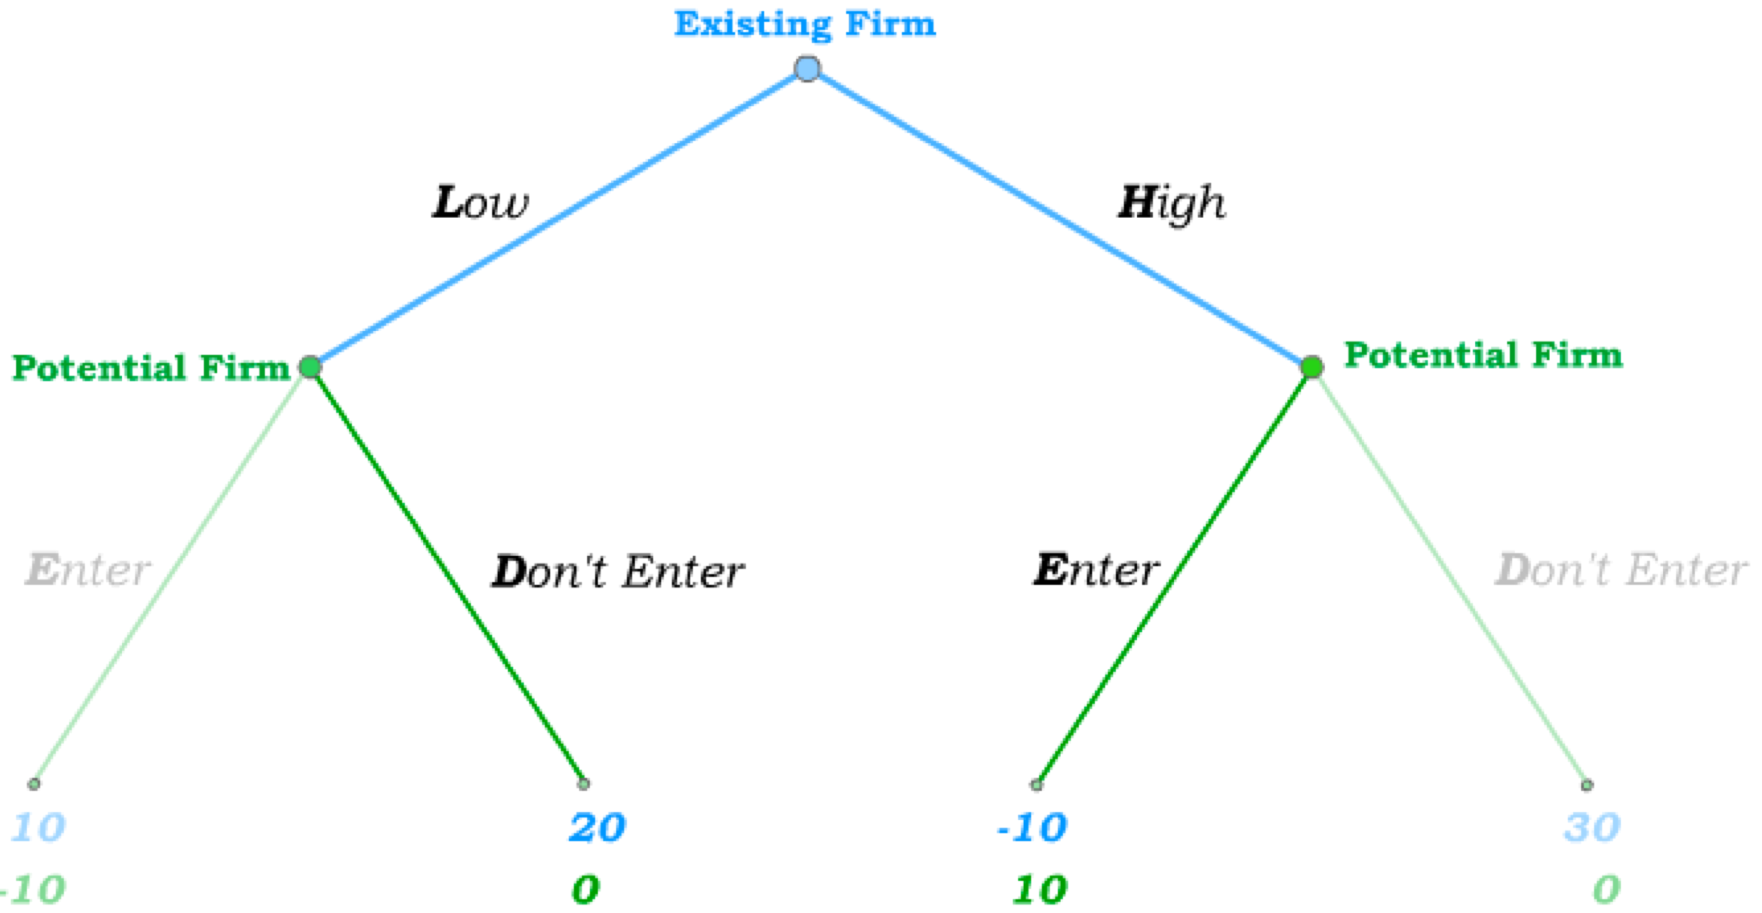 Existing Firm
Low
High
Potential Firm
Potential Firm
Enter
Don't Enter
Enter
Don't Enter
10
20
-10
30
-10
0
10
0